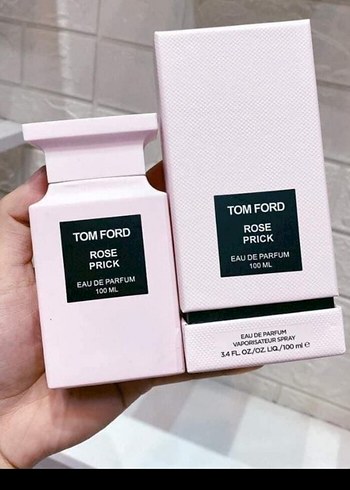 TOM FORD
ROSE
PRICK
EAU DE PARFUM
100 ML
TOM FORD
ROSE
PRICK
EAU DE PARFUM
100 ML
EAU DE PARFUM
VAPORISATEUR SPRAY
3.4 FL. OZ./OZ. LIQ./100 ml e